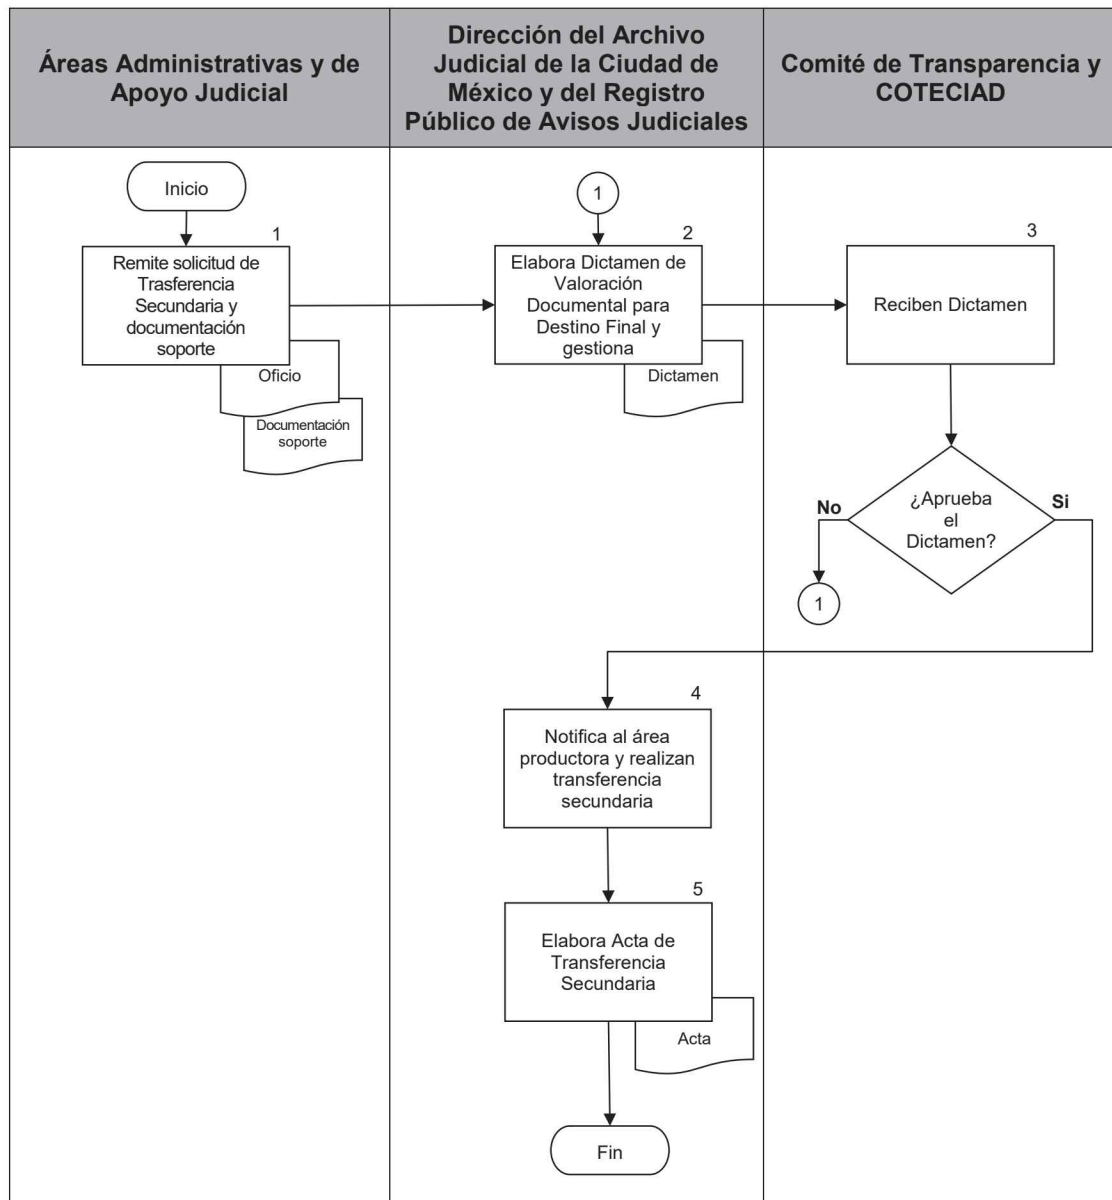 Áreas Administrativas y de
Apoyo Judicial
Dirección del Archivo
Judicial de la Ciudad de
México y del Registro
Público de Avisos Judiciales
Comité de Transparencia y
COTECIAD
Inicio
1
Remite solicitud de
Trasferencia
Secundaria y
documentación
soporte
Oficio
Documentación
soporte
1
2
Elabora Dictamen de
Valoración
Documental para
Destino Final y
gestiona
Dictamen
3
Reciben Dictamen
¿Aprueba
el
Dictamen?
No
Si
1
4
Notifica al área
productora y realizan
transferencia
secundaria
5
Elabora Acta de
Transferencia
Secundaria
Acta
Fin